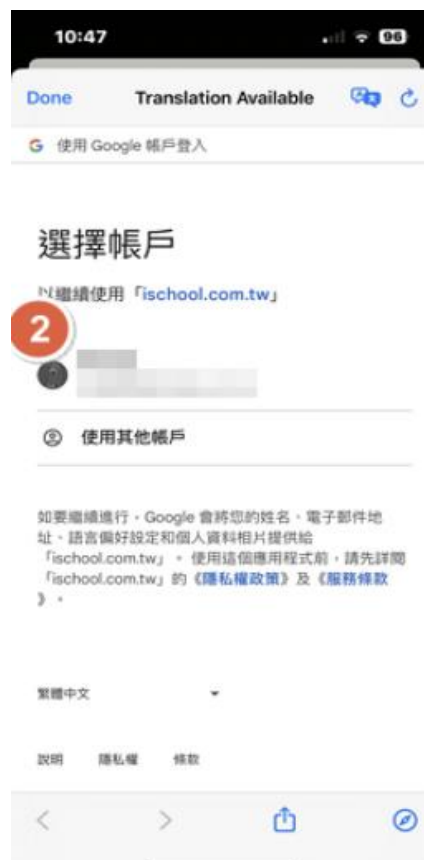 10:47
96
Done Translation Available
G 使用 Google 帳戶登入
選擇帳戶
以繼續使用「ischool.com.tw」
2
使用其他帳戶
如要繼續進行，Google 會將您的姓名、電子郵件地
址、語言偏好設定和個人資料相片提供給
「ischool.com.tw」。使用這個應用程式前，請先詳閱
「ischool.com.tw」的《隱私權政策》及《服務條款
》。
繁體中文
說明 隱私權 條款